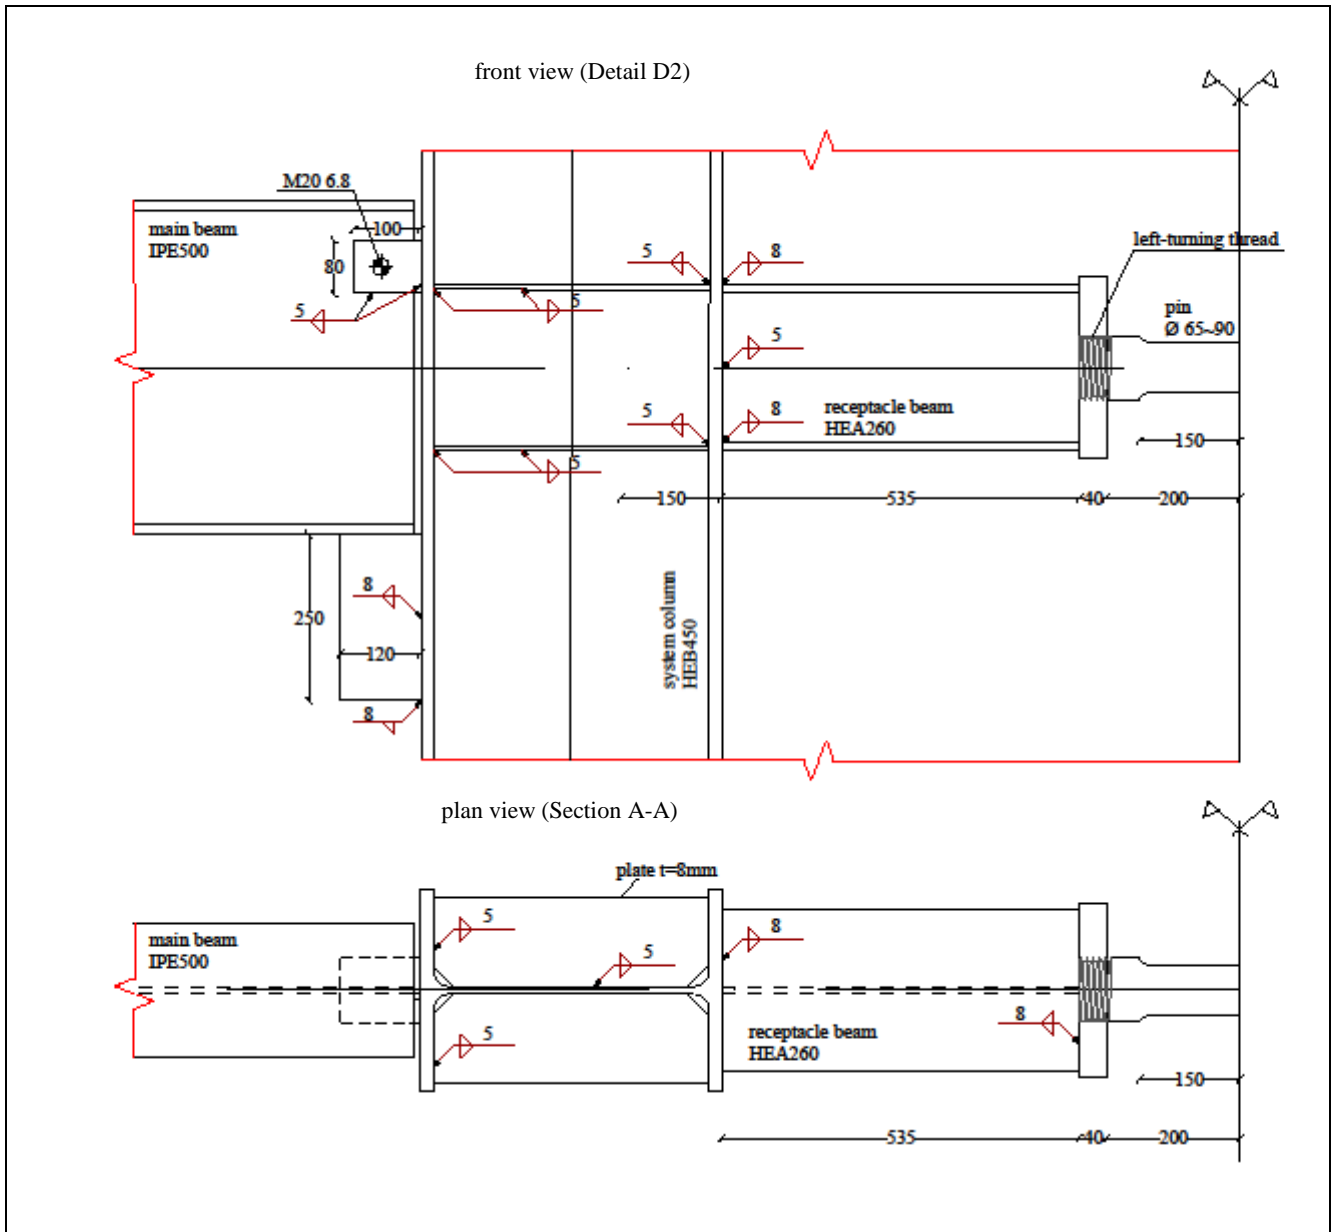 front view (Detail D2)
M20 6.8
main beam
IPE500
100
80
5
5
8
left-turning thread
5
5
pin
Ø 65~90
5
8
receptacle beam
HEA260
5
150
150
535
40
200
8
250
system column
HEB450
120
8
plan view (Section A-A)
plate t=8mm
5
8
main beam
IPE500
5
8
5
receptacle beam
HEA260
150
535
40
200